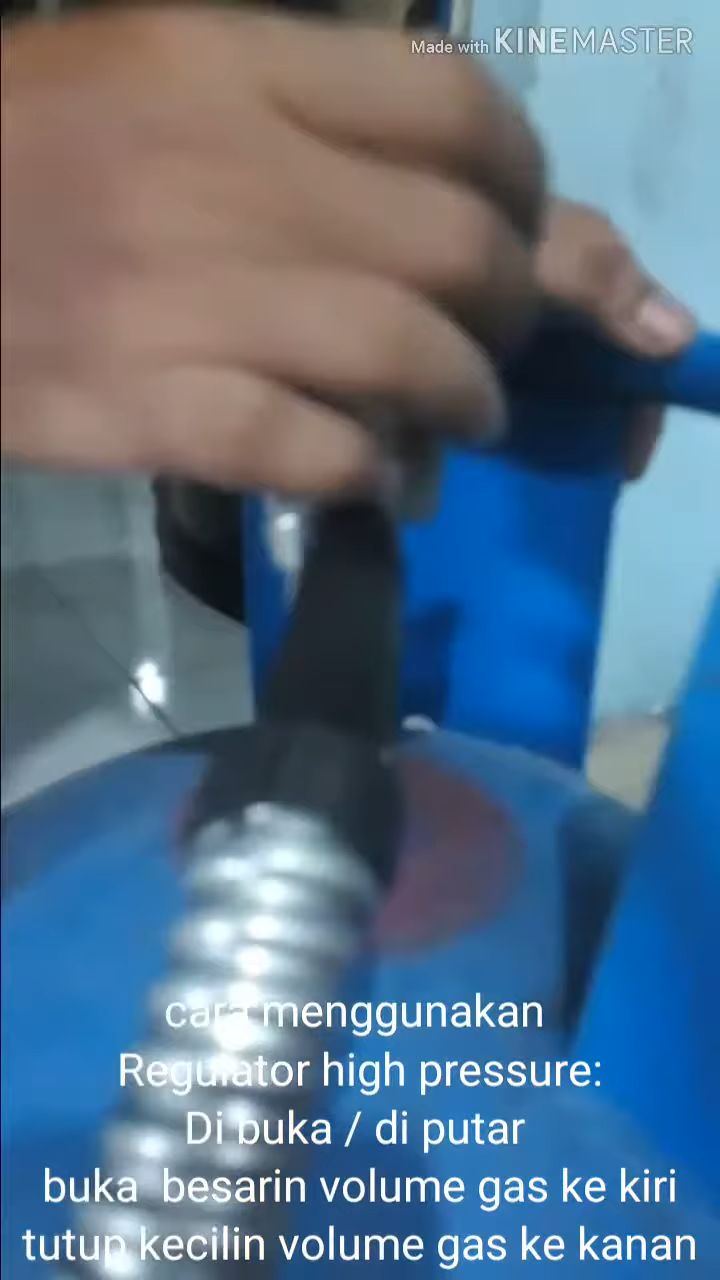 Made with KINEMASTER
cara menggunakan
Regulator high pressure:
Di buka / di putar
buka besarin volume gas ke kiri
tutup kecilin volume gas ke kanan